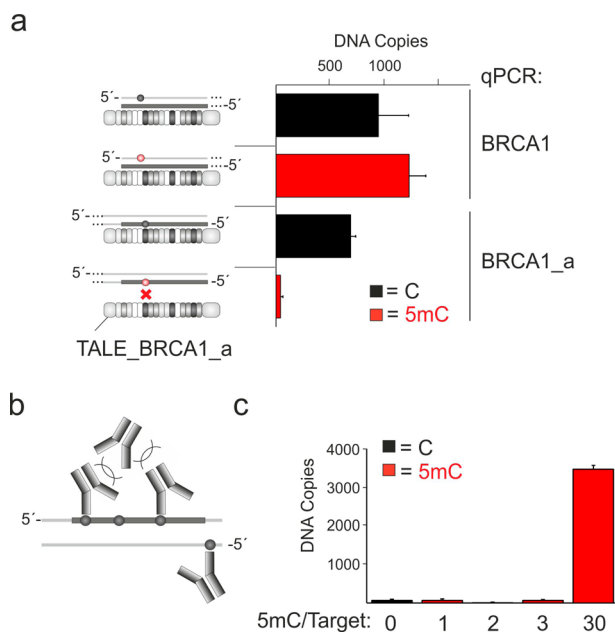 a
DNA Copies
500 1000
qPCR:
5´- ···
···-5´
BRCA1
5´- ···
···-5´
5´-···
··· -5´
BRCA1_a
5´-···
··· -5´
= C
= 5mC
TALE_BRCA1_a
b
5´-
-5´
c
= C
= 5mC
DNA Copies
4000
3000
2000
1000
5mC/Target: 0 1 2 3 30